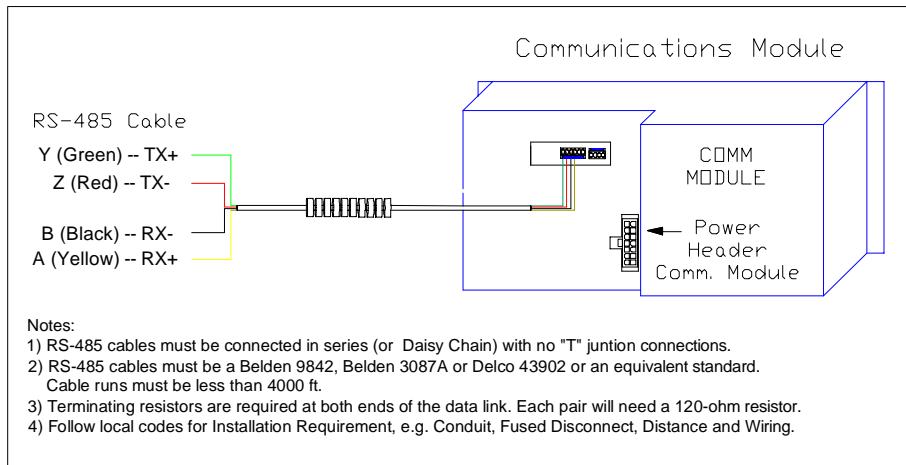 Communications Module
RS-485 Cable
Y (Green) -- TX+
Z (Red) -- TX-
B (Black) -- RX-
A (Yellow) -- RX+
COMM
MODULE
Power
Header
Comm. Module
Notes:
1) RS-485 cables must be connected in series (or Daisy Chain) with no "T" juntion connections.
2) RS-485 cables must be a Belden 9842, Belden 3087A or Delco 43902 or an equivalent standard.
Cable runs must be less than 4000 ft.
3) Terminating resistors are required at both ends of the data link. Each pair will need a 120-ohm resistor.
4) Follow local codes for Installation Requirement, e.g. Conduit, Fused Disconnect, Distance and Wiring.